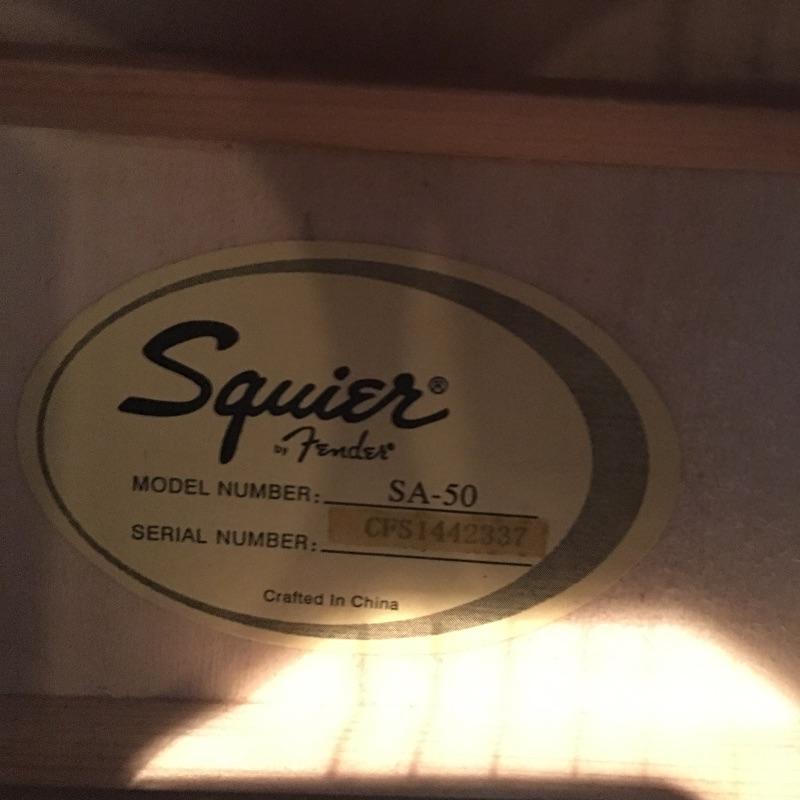 Squier®
by Fender®
MODEL NUMBER: SA-50
SERIAL NUMBER: CFS1442337
Crafted In China